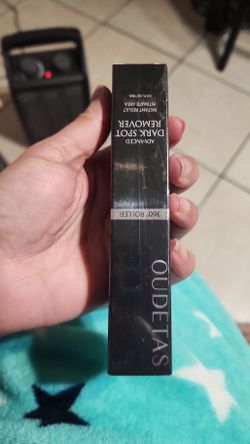 ADVANCED
DARK SPOT
REMOVER
INSTANT RESULT
INTIMATE AREA
360° ROLLER
OUDETAS